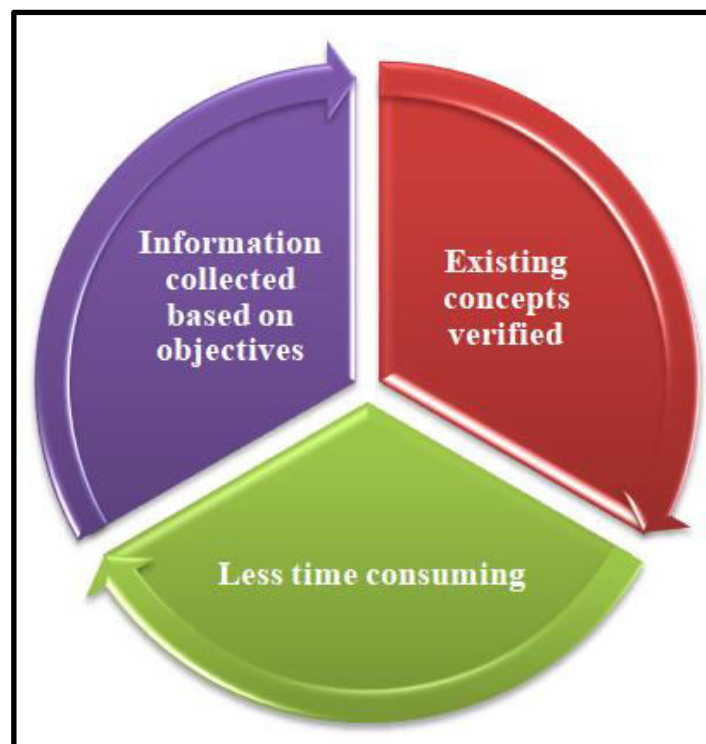 Information
collected
based on
objectives
Existing
concepts
verified
Less time consuming